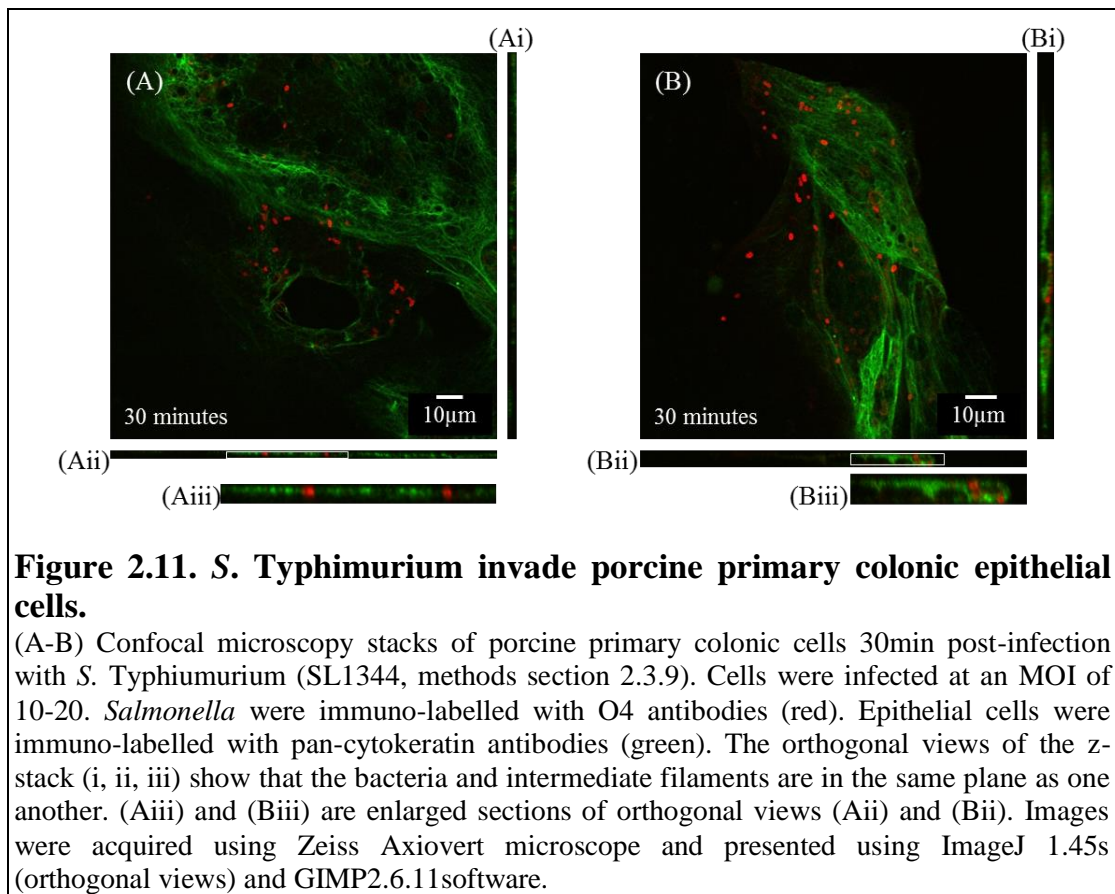 (Ai)
(Bi)
(A)
(B)
30 minutes
10µm
30 minutes
10µm
(Aii)
(Bii)
(Aiii)
(Biii)
Figure 2.11. S. Typhimurium invade porcine primary colonic epithelial
cells.
(A-B) Confocal microscopy stacks of porcine primary colonic cells 30min post-infection
with S. Typhiumurium (SL1344, methods section 2.3.9). Cells were infected at an MOI of
10-20. Salmonella were immuno-labelled with O4 antibodies (red). Epithelial cells were
immuno-labelled with pan-cytokeratin antibodies (green). The orthogonal views of the z-
stack (i, ii, iii) show that the bacteria and intermediate filaments are in the same plane as one
another. (Aiii) and (Biii) are enlarged sections of orthogonal views (Aii) and (Bii). Images
were acquired using Zeiss Axiovert microscope and presented using ImageJ 1.45s
(orthogonal views) and GIMP2.6.11software.